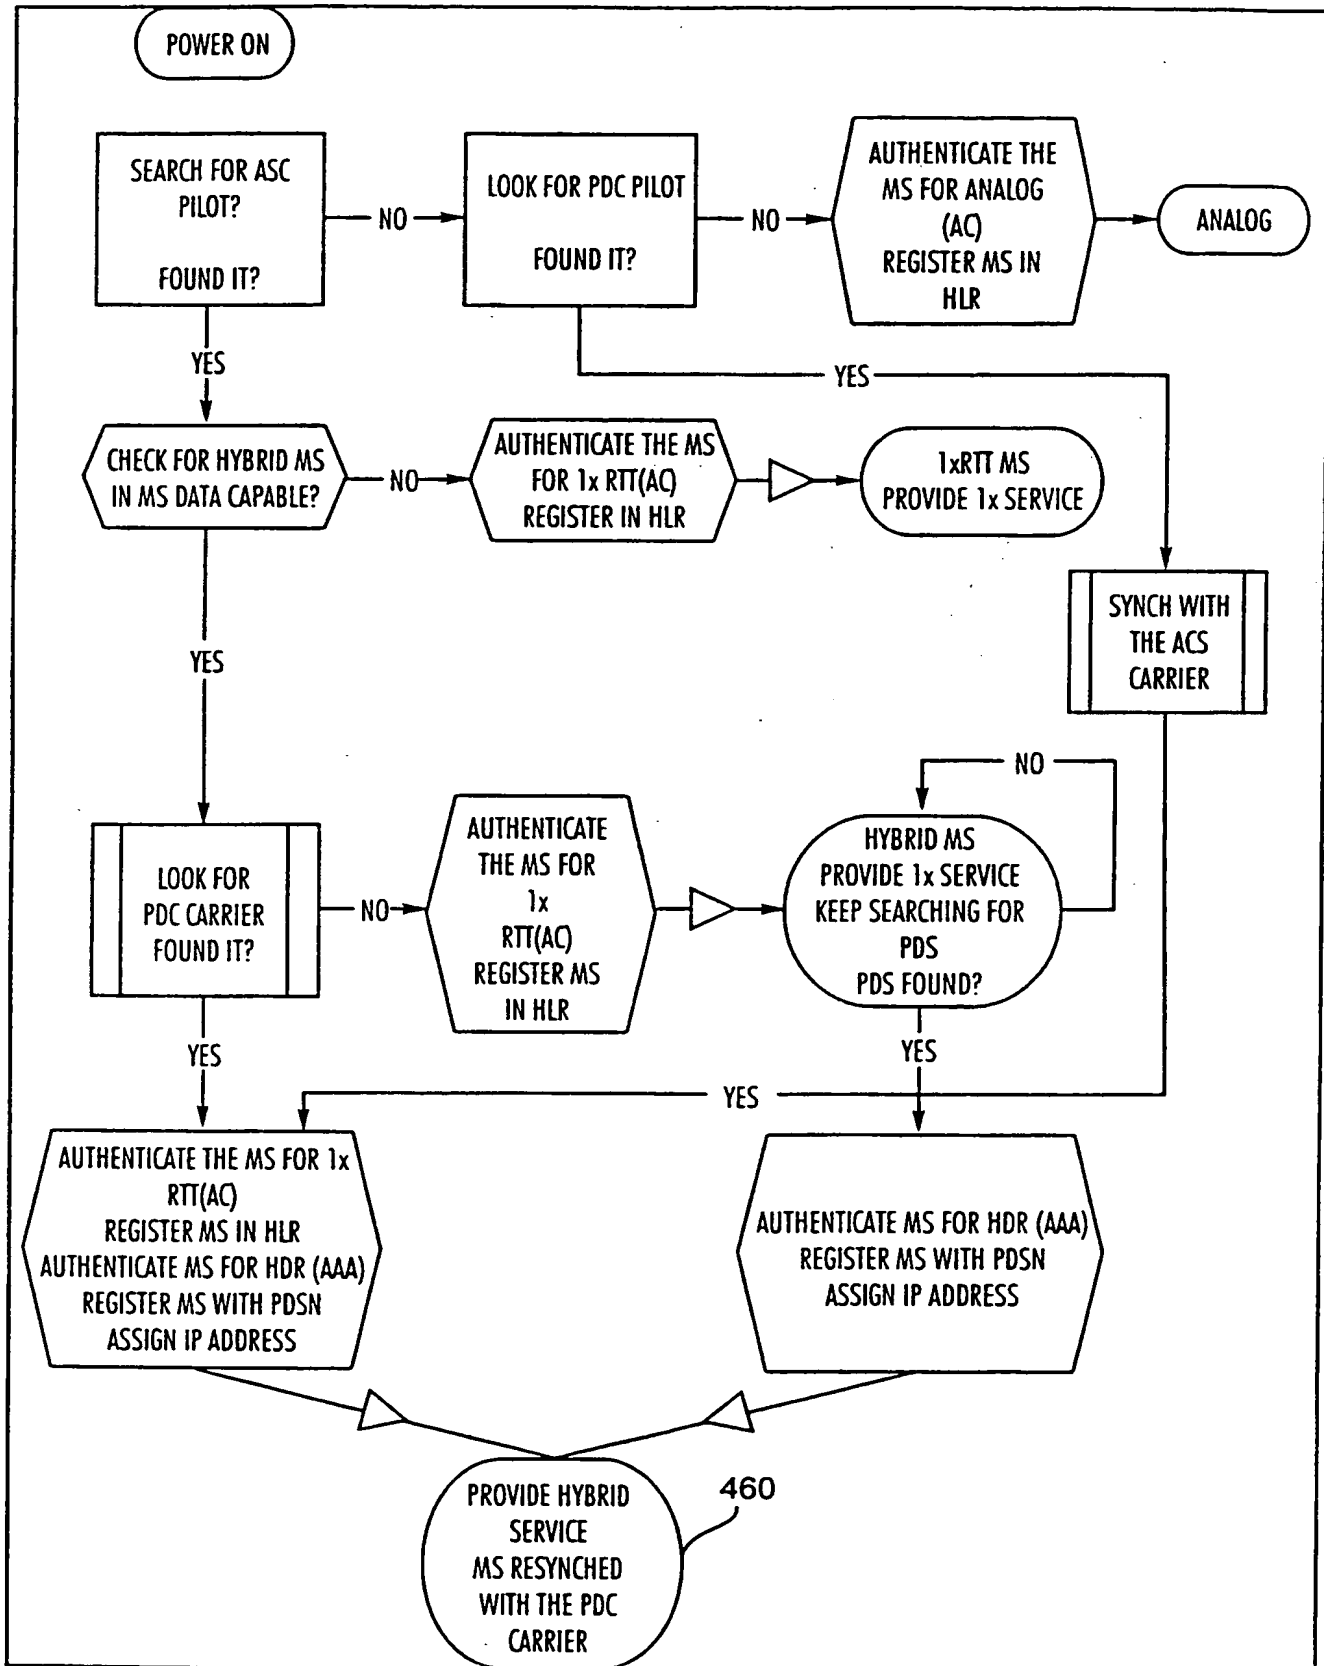 POWER ON
SEARCH FOR ASC
PILOT?
FOUND IT?
NO
LOOK FOR PDC PILOT
FOUND IT?
NO
AUTHENTICATE THE
MS FOR ANALOG
(AC)
REGISTER MS IN
HLR
ANALOG
YES
YES
CHECK FOR HYBRID MS
IN MS DATA CAPABLE?
NO
AUTHENTICATE THE MS
FOR 1x RTT(AC)
REGISTER IN HLR
1xRTT MS
PROVIDE 1x SERVICE
SYNCH WITH
THE ACS
CARRIER
YES
LOOK FOR
PDC CARRIER
FOUND IT?
NO
AUTHENTICATE
THE MS FOR
1x
RTT(AC)
REGISTER MS
IN HLR
NO
HYBRID MS
PROVIDE 1x SERVICE
KEEP SEARCHING FOR
PDS
PDS FOUND?
YES
YES
YES
AUTHENTICATE THE MS FOR 1x
RTT(AC)
REGISTER MS IN HLR
AUTHENTICATE MS FOR HDR (AAA)
REGISTER MS WITH PDSN
ASSIGN IP ADDRESS
AUTHENTICATE MS FOR HDR (AAA)
REGISTER MS WITH PDSN
ASSIGN IP ADDRESS
PROVIDE HYBRID
SERVICE
MS RESYNCHED
WITH THE PDC
CARRIER
460